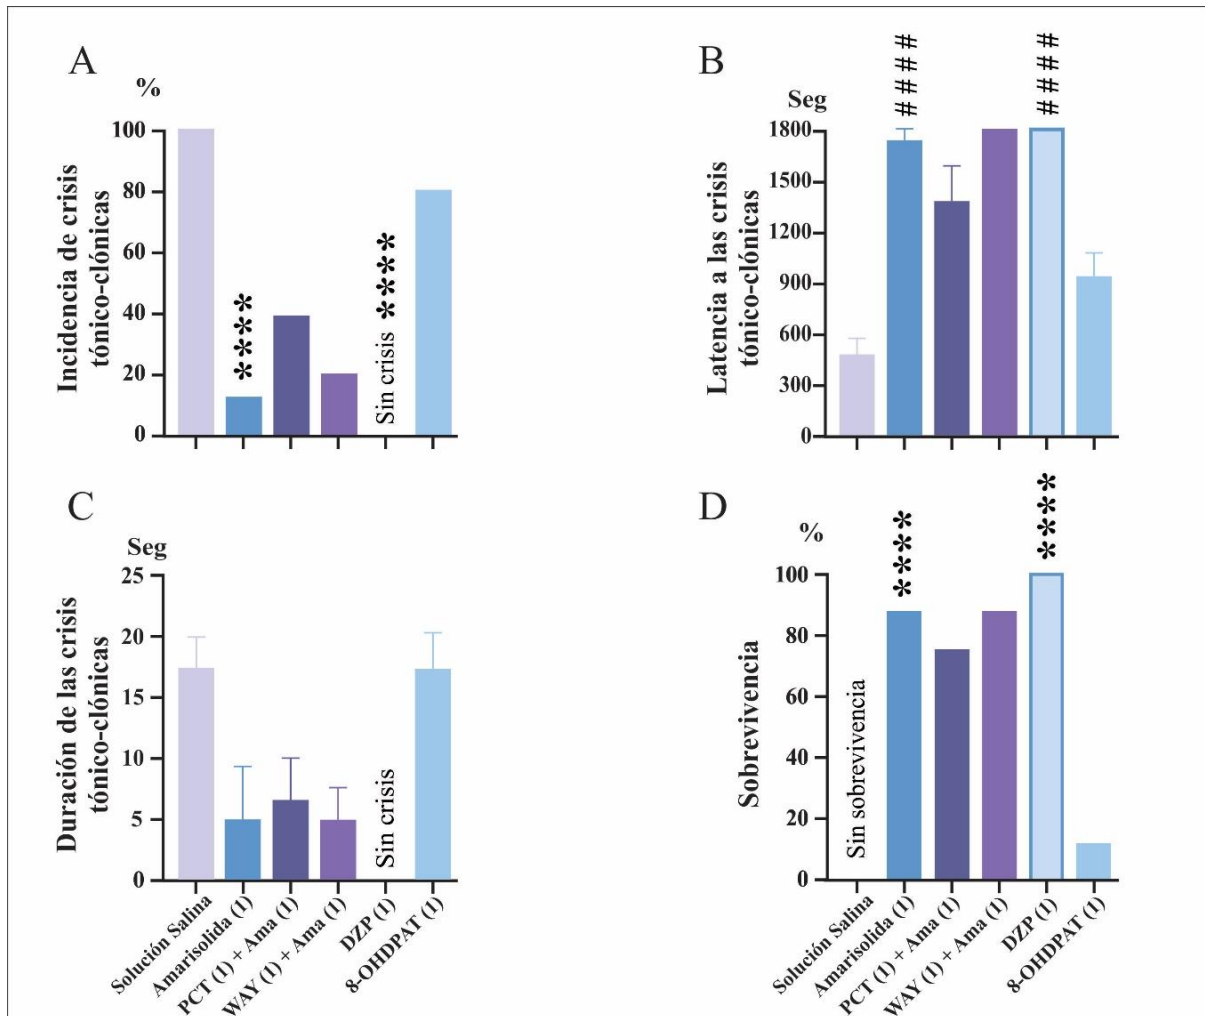 A
%
Incidencia de crisis
tónico-clónicas
100
80
60
40
20
0
****
Sin crisis ****
B
Seg
Latencia a las crisis
tónico-clónicas
1800
1500
1200
900
600
300
0
####
####
C
Seg
Duración de las crisis
tónico-clónicas
25
20
15
10
5
0
Sin crisis
Solución Salina
Amarisolida (1)
PCT (1) + Ama (1)
WAY (1) + Ama (1)
DZP (1)
8-OHDPAT (1)
D
%
Sobrevivencia
100
80
60
40
20
0
Sin sobrevivencia
****
****
Solución Salina
Amarisolida (1)
PCT (1) + Ama (1)
WAY (1) + Ama (1)
DZP (1)
8-OHDPAT (1)